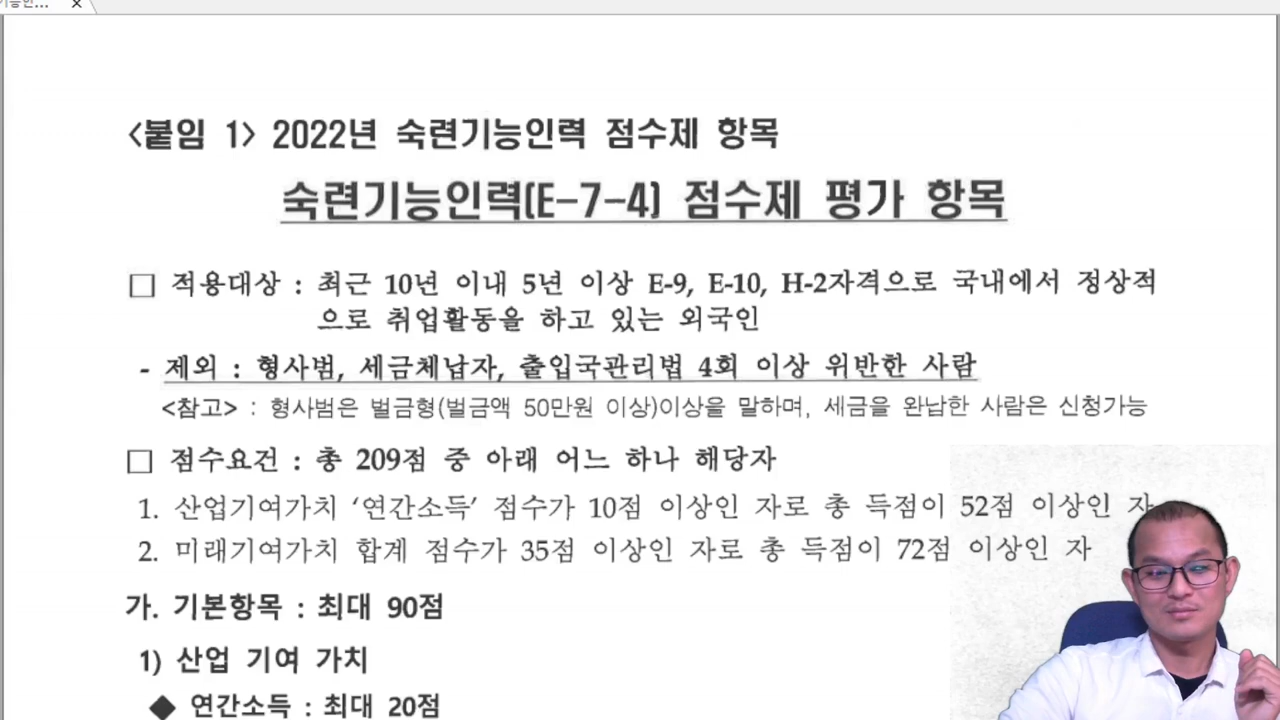 <붙임 1> 2022년 숙련기능인력 점수제 항목
숙련기능인력(E-7-4) 점수제 평가 항목
□ 적용대상 : 최근 10년 이내 5년 이상 E-9, E-10, H-2자격으로 국내에서 정상적
으로 취업활동을 하고 있는 외국인
- 제외 : 형사범, 세금체납자, 출입국관리법 4회 이상 위반한 사람
<참고> : 형사범은 벌금형(벌금액 50만원 이상)이상을 말하며, 세금을 완납한 사람은 신청가능
□ 점수요건 : 총 209점 중 아래 어느 하나 해당자
1. 산업기여가치 ‘연간소득’ 점수가 10점 이상인 자로 총 득점이 52점 이상인 자
2. 미래기여가치 합계 점수가 35점 이상인 자로 총 득점이 72점 이상인 자
가. 기본항목 : 최대 90점
1) 산업 기여 가치
◆ 연간소득 : 최대 20점